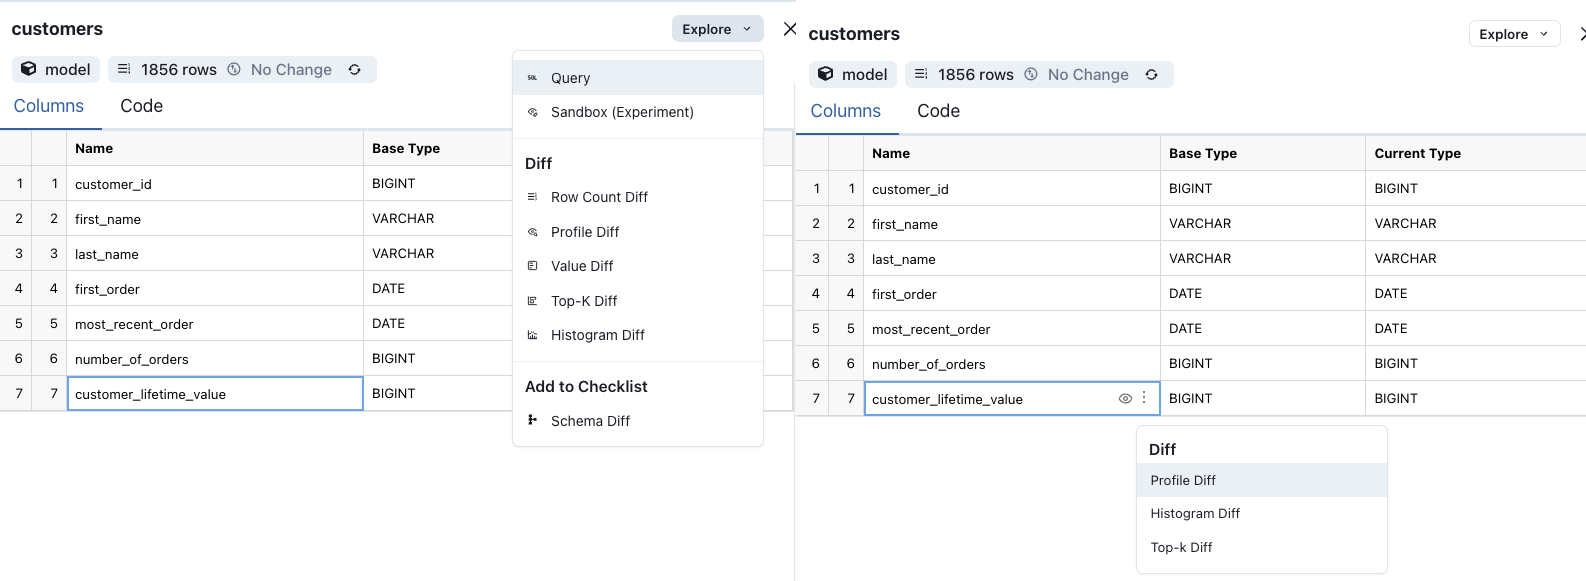 customers
Explore
model
1856 rows
No Change
Columns
Code
Name
Base Type
1 1 customer_id BIGINT
2 2 first_name VARCHAR
3 3 last_name VARCHAR
4 4 first_order DATE
5 5 most_recent_order DATE
6 6 number_of_orders BIGINT
7 7 customer_lifetime_value BIGINT
SQL Query
Sandbox (Experiment)
Diff
Row Count Diff
Profile Diff
Value Diff
Top-K Diff
Histogram Diff
Add to Checklist
Schema Diff
customers
Explore
model
1856 rows
No Change
Columns
Code
Name Base Type Current Type
1 1 customer_id BIGINT BIGINT
2 2 first_name VARCHAR VARCHAR
3 3 last_name VARCHAR VARCHAR
4 4 first_order DATE DATE
5 5 most_recent_order DATE DATE
6 6 number_of_orders BIGINT BIGINT
7 7 customer_lifetime_value BIGINT BIGINT
Diff
Profile Diff
Histogram Diff
Top-k Diff